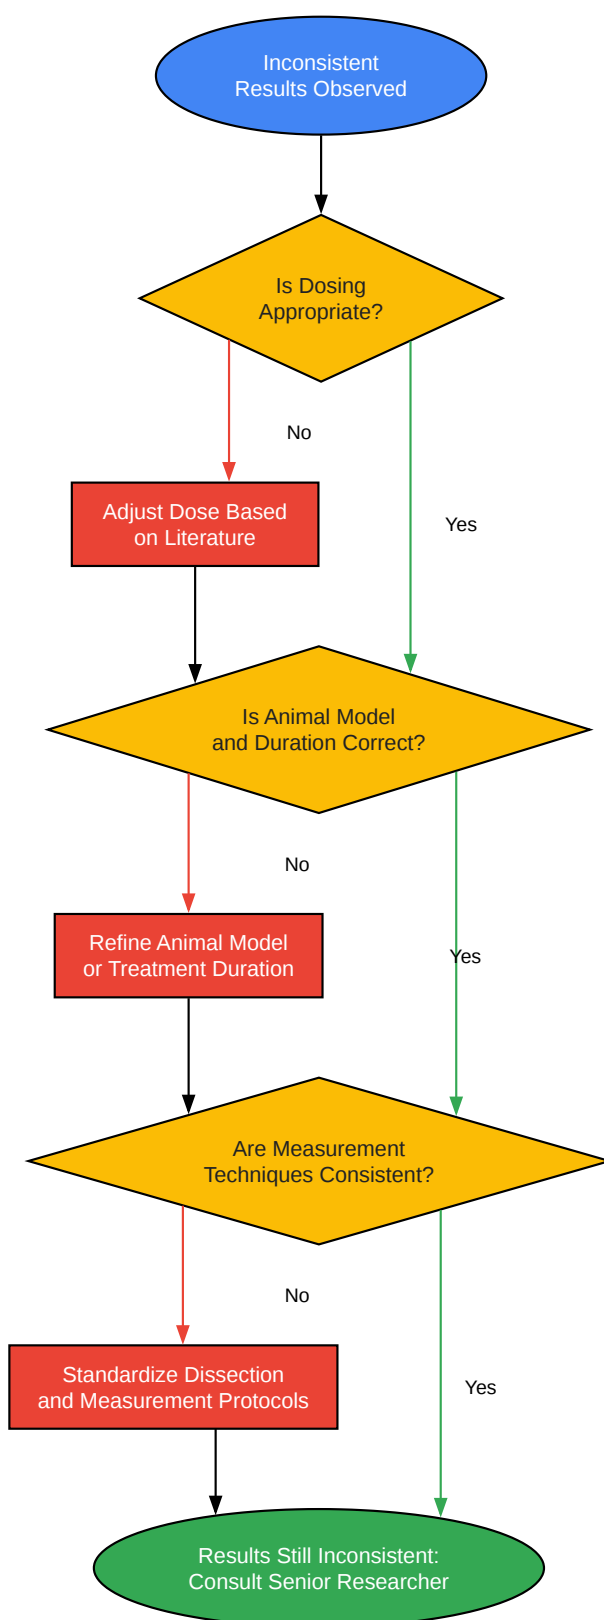 Inconsistent
Results Observed
Is Dosing
Appropriate?
No
Adjust Dose Based
on Literature
Yes
Is Animal Model
and Duration Correct?
No
Refine Animal Model
or Treatment Duration
Yes
Are Measurement
Techniques Consistent?
No
Standardize Dissection
and Measurement Protocols
Yes
Results Still Inconsistent:
Consult Senior Researcher